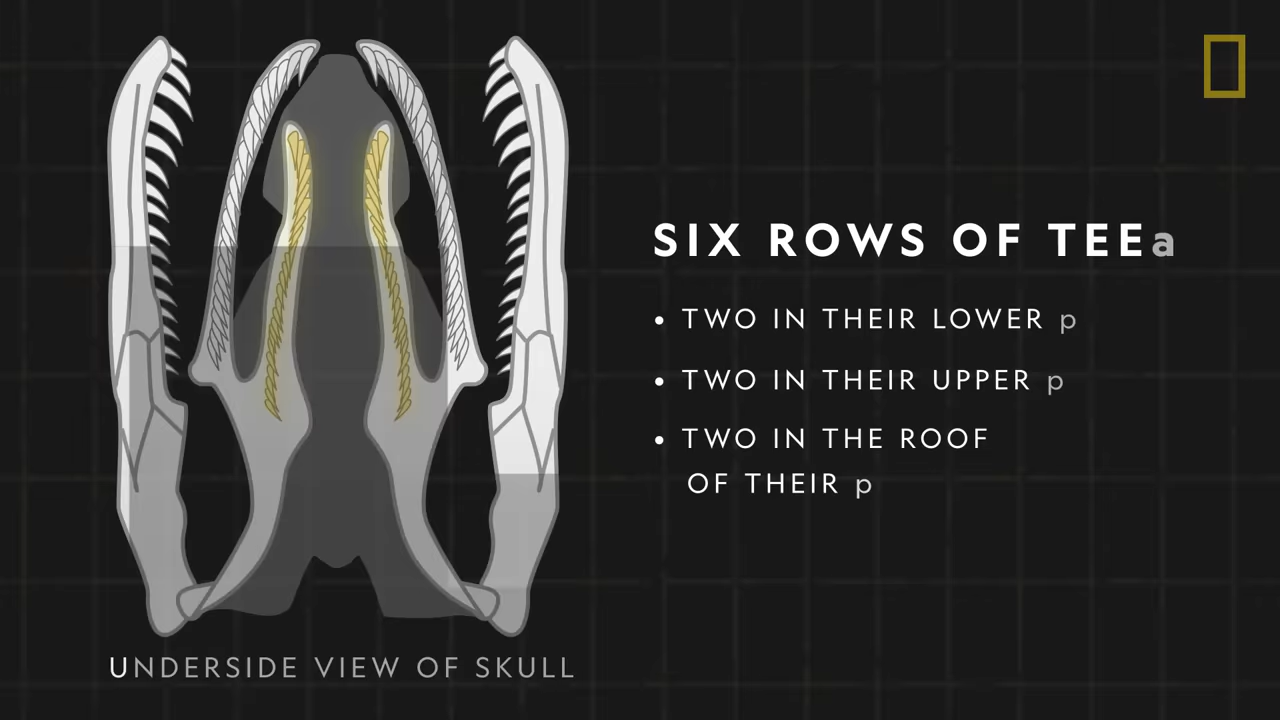 SIX ROWS OF TEEa
• TWO IN THEIR LOWER p
• TWO IN THEIR UPPER p
• TWO IN THE ROOF
OF THEIR p
UNDERSIDE VIEW OF SKULL